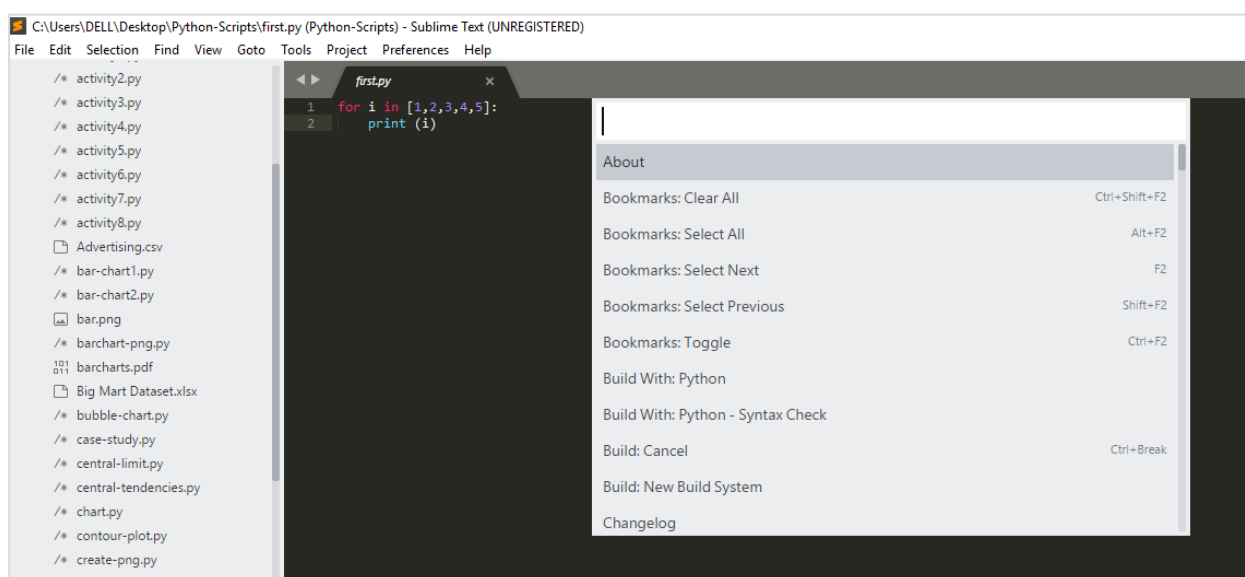 C:\Users\DELL\Desktop\Python-Scripts\first.py (Python-Scripts) - Sublime Text (UNREGISTERED)
File Edit Selection Find View Goto Tools Project Preferences Help
/* activity2.py
/* activity3.py
/* activity4.py
/* activity5.py
/* activity6.py
/* activity7.py
/* activity8.py
Advertising.csv
/* bar-chart1.py
/* bar-chart2.py
bar.png
/* barchart-png.py
101 011 barcharts.pdf
Big Mart Dataset.xlsx
/* bubble-chart.py
/* case-study.py
/* central-limit.py
/* central-tendencies.py
/* chart.py
/* contour-plot.py
/* create-png.py
first.py ×
1 for i in [1,2,3,4,5]:
2 print (i)
About
Bookmarks: Clear All Ctrl+Shift+F2
Bookmarks: Select All Alt+F2
Bookmarks: Select Next F2
Bookmarks: Select Previous Shift+F2
Bookmarks: Toggle Ctrl+F2
Build With: Python
Build With: Python - Syntax Check
Build: Cancel Ctrl+Break
Build: New Build System
Changelog